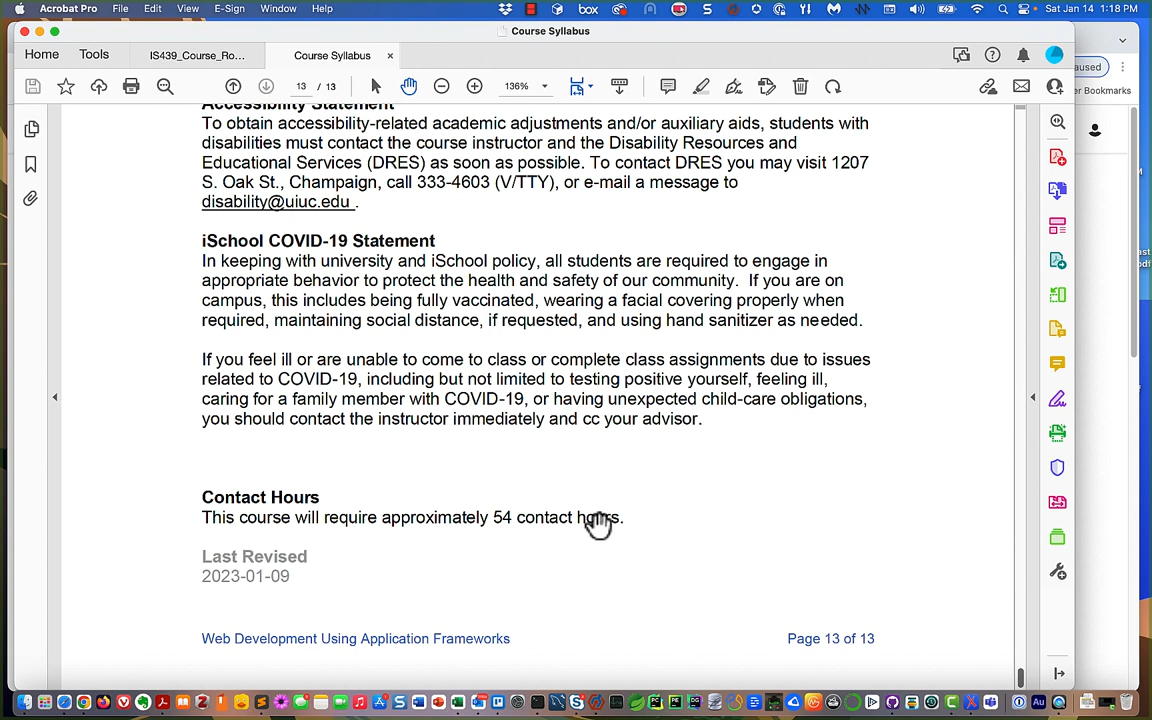 Acrobat Pro File Edit View E-Sign Window Help box Sat Jan 14 1:18 PM
Course Syllabus
Home Tools IS439_Course_Ro... Course Syllabus ×
aused
13 / 13 136% er Bookmarks
Accessibility Statement
To obtain accessibility-related academic adjustments and/or auxiliary aids, students with
disabilities must contact the course instructor and the Disability Resources and
Educational Services (DRES) as soon as possible. To contact DRES you may visit 1207
S. Oak St., Champaign, call 333-4603 (V/TTY), or e-mail a message to
disability@uiuc.edu .
iSchool COVID-19 Statement
In keeping with university and iSchool policy, all students are required to engage in
appropriate behavior to protect the health and safety of our community.  If you are on
campus, this includes being fully vaccinated, wearing a facial covering properly when
required, maintaining social distance, if requested, and using hand sanitizer as needed.
If you feel ill or are unable to come to class or complete class assignments due to issues
related to COVID-19, including but not limited to testing positive yourself, feeling ill,
caring for a family member with COVID-19, or having unexpected child-care obligations,
you should contact the instructor immediately and cc your advisor.
Contact Hours
This course will require approximately 54 contact hours.
Last Revised
2023-01-09
Web Development Using Application Frameworks Page 13 of 13